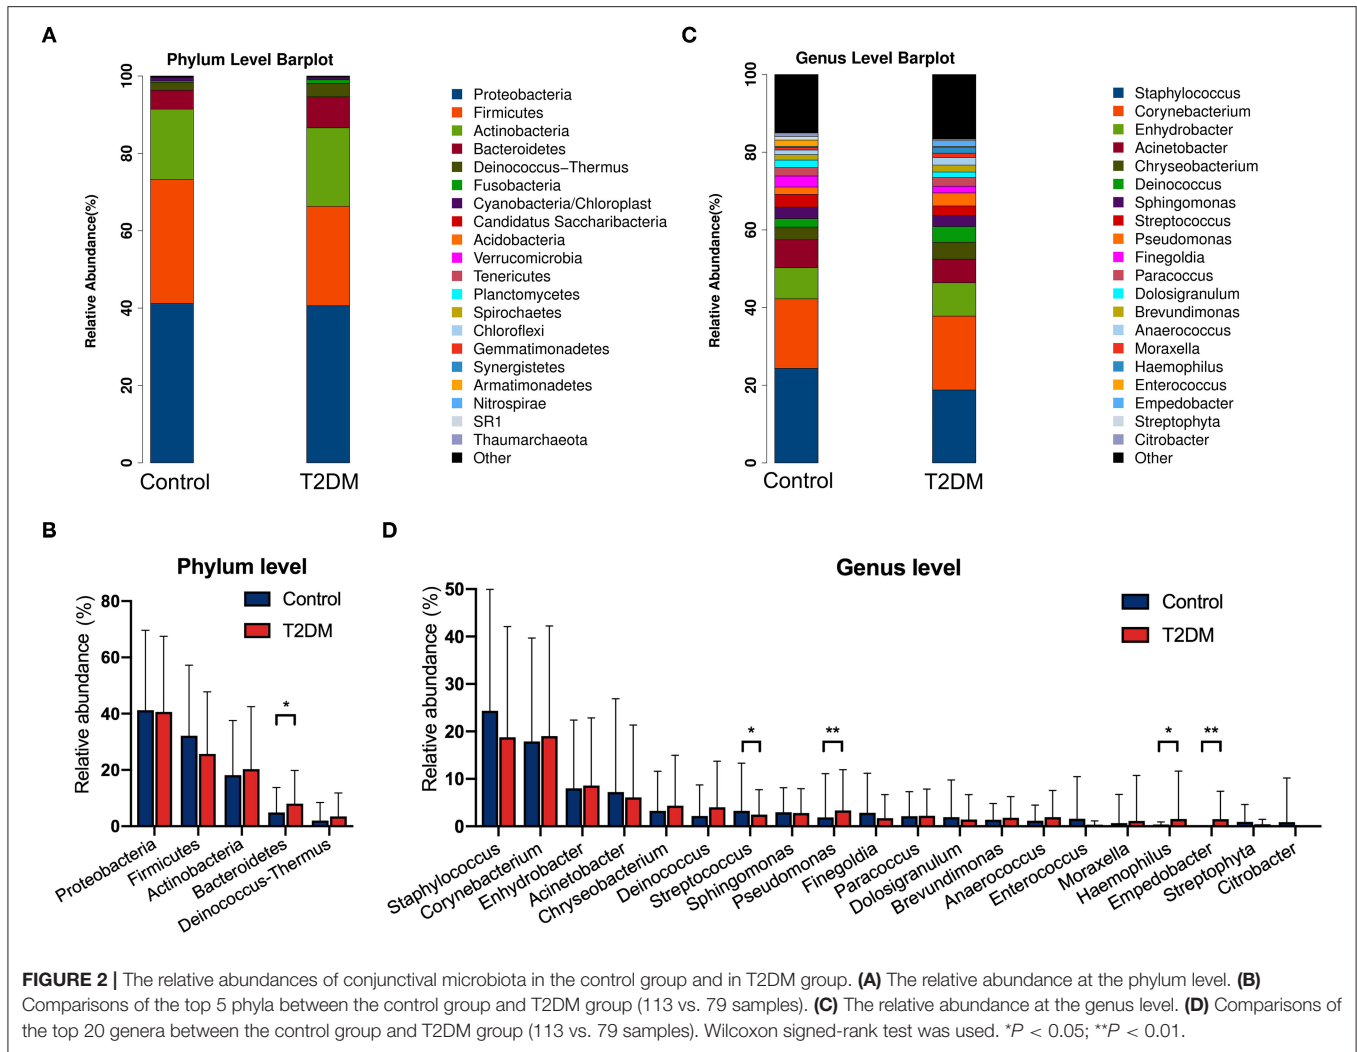 A
Phylum Level Barplot
Relative Abundance(%)
0
20
40
60
80
100
Control
T2DM
Proteobacteria
Firmicutes
Actinobacteria
Bacteroidetes
Deinococcus−Thermus
Fusobacteria
Cyanobacteria/Chloroplast
Candidatus Saccharibacteria
Acidobacteria
Verrucomicrobia
Tenericutes
Planctomycetes
Spirochaetes
Chloroflexi
Gemmatimonadetes
Synergistetes
Armatimonadetes
Nitrospirae
SR1
Thaumarchaeota
Other
C
Genus Level Barplot
Relative Abundance(%)
0
20
40
60
80
100
Control
T2DM
Staphylococcus
Corynebacterium
Enhydrobacter
Acinetobacter
Chryseobacterium
Deinococcus
Sphingomonas
Streptococcus
Pseudomonas
Finegoldia
Paracoccus
Dolosigranulum
Brevundimonas
Anaerococcus
Moraxella
Haemophilus
Enterococcus
Empedobacter
Streptophyta
Citrobacter
Other
B
Phylum level
Control
T2DM
Relative abundance (%)
80
60
40
20
0
*
Proteobacteria
Firmicutes
Actinobacteria
Bacteroidetes
Deinococcus-Thermus
D
Genus level
Control
T2DM
Relative abundance (%)
50
40
30
20
10
0
*
**
*
**
Staphylococcus
Corynebacterium
Enhydrobacter
Acinetobacter
Chryseobacterium
Deinococcus
Streptococcus
Sphingomonas
Pseudomonas
Finegoldia
Paracoccus
Dolosigranulum
Brevundimonas
Anaerococcus
Enterococcus
Moraxella
Haemophilus
Empedobacter
Streptophyta
Citrobacter
FIGURE 2 | The relative abundances of conjunctival microbiota in the control group and in T2DM group. (A) The relative abundance at the phylum level. (B)
Comparisons of the top 5 phyla between the control group and T2DM group (113 vs. 79 samples). (C) The relative abundance at the genus level. (D) Comparisons of
the top 20 genera between the control group and T2DM group (113 vs. 79 samples). Wilcoxon signed-rank test was used. *P < 0.05; **P < 0.01.